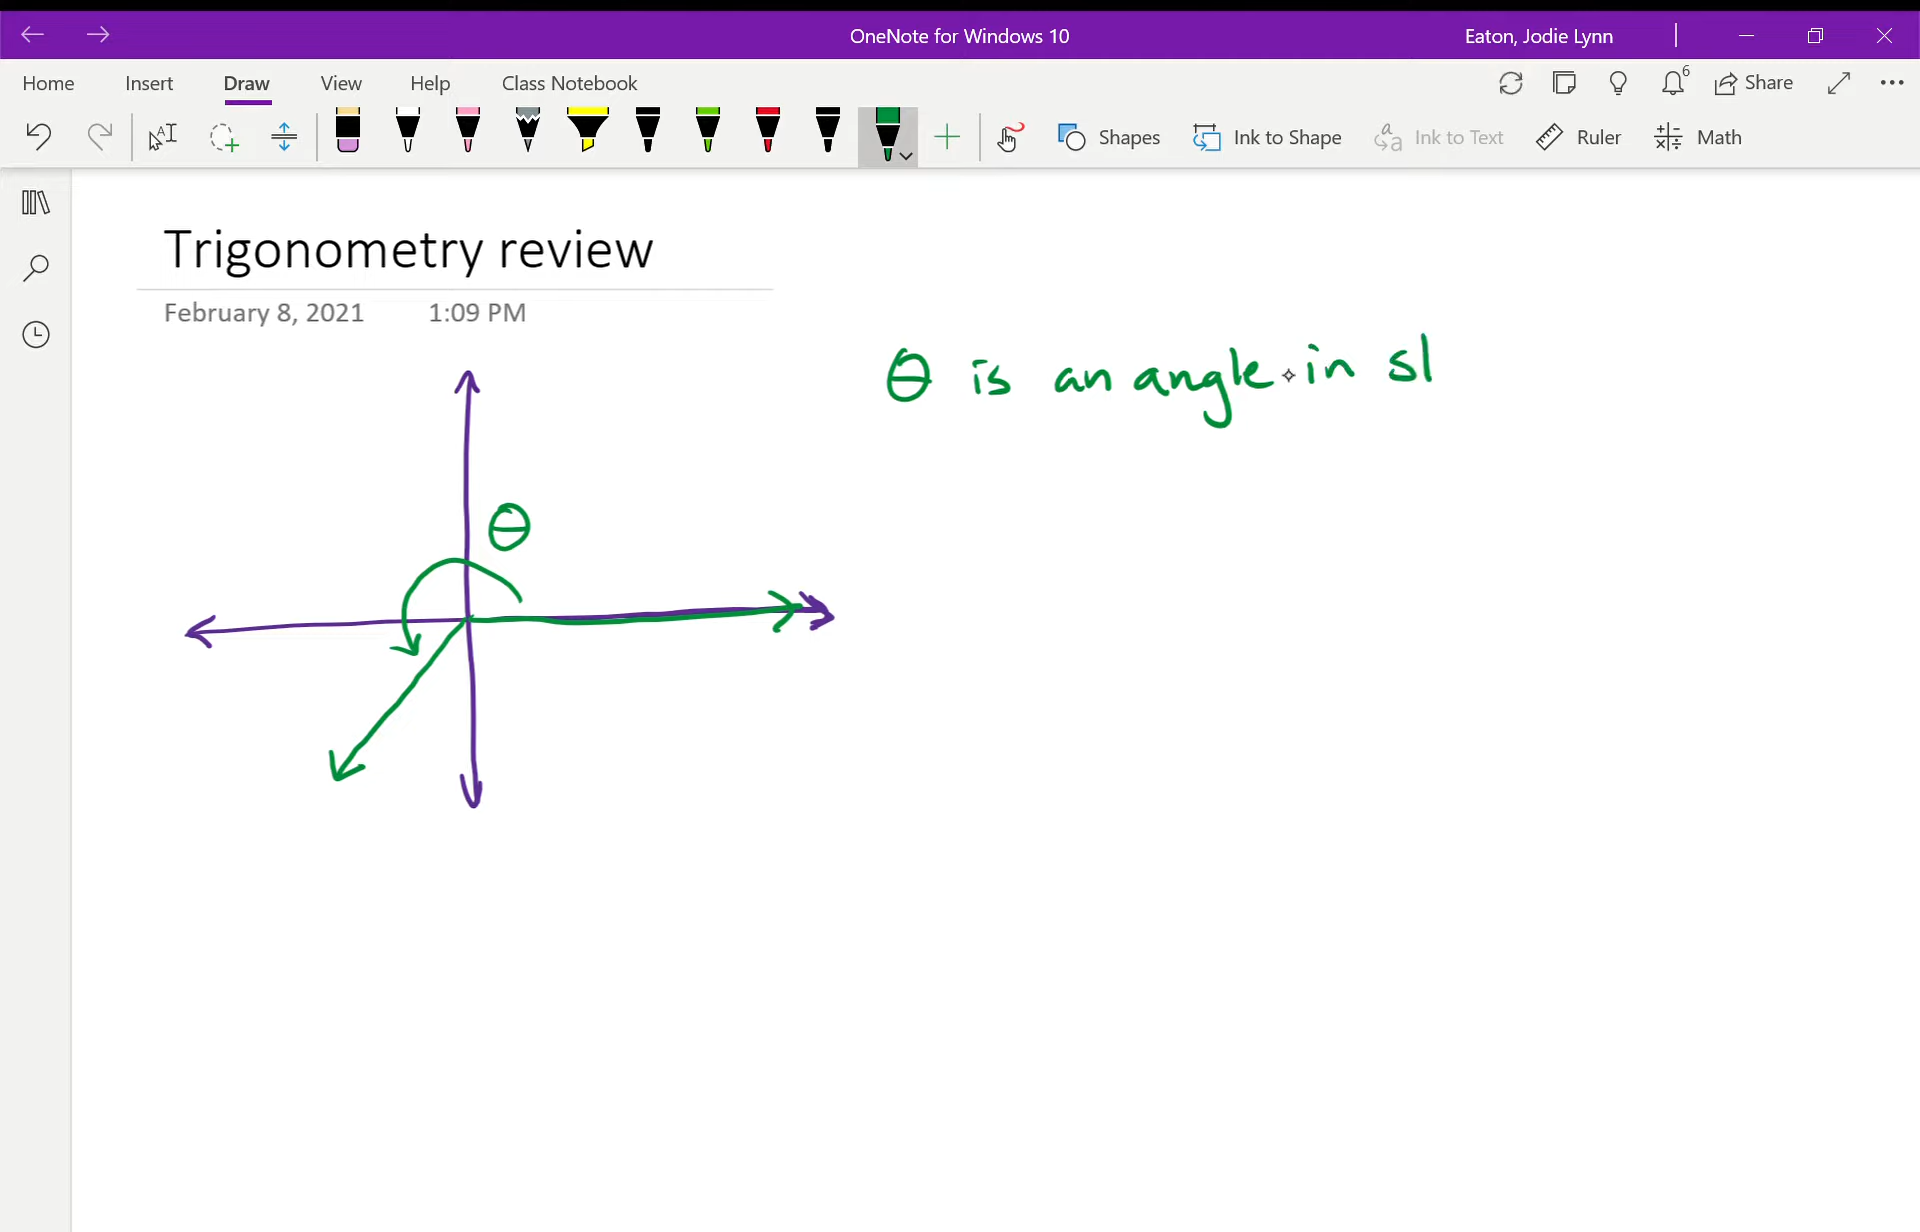 OneNote for Windows 10
Eaton, Jodie Lynn
Home Insert Draw View Help Class Notebook
6 Share
Shapes Ink to Shape Ink to Text Ruler Math
Trigonometry review
February 8, 2021 1:09 PM
θ is an angle in sl
θ